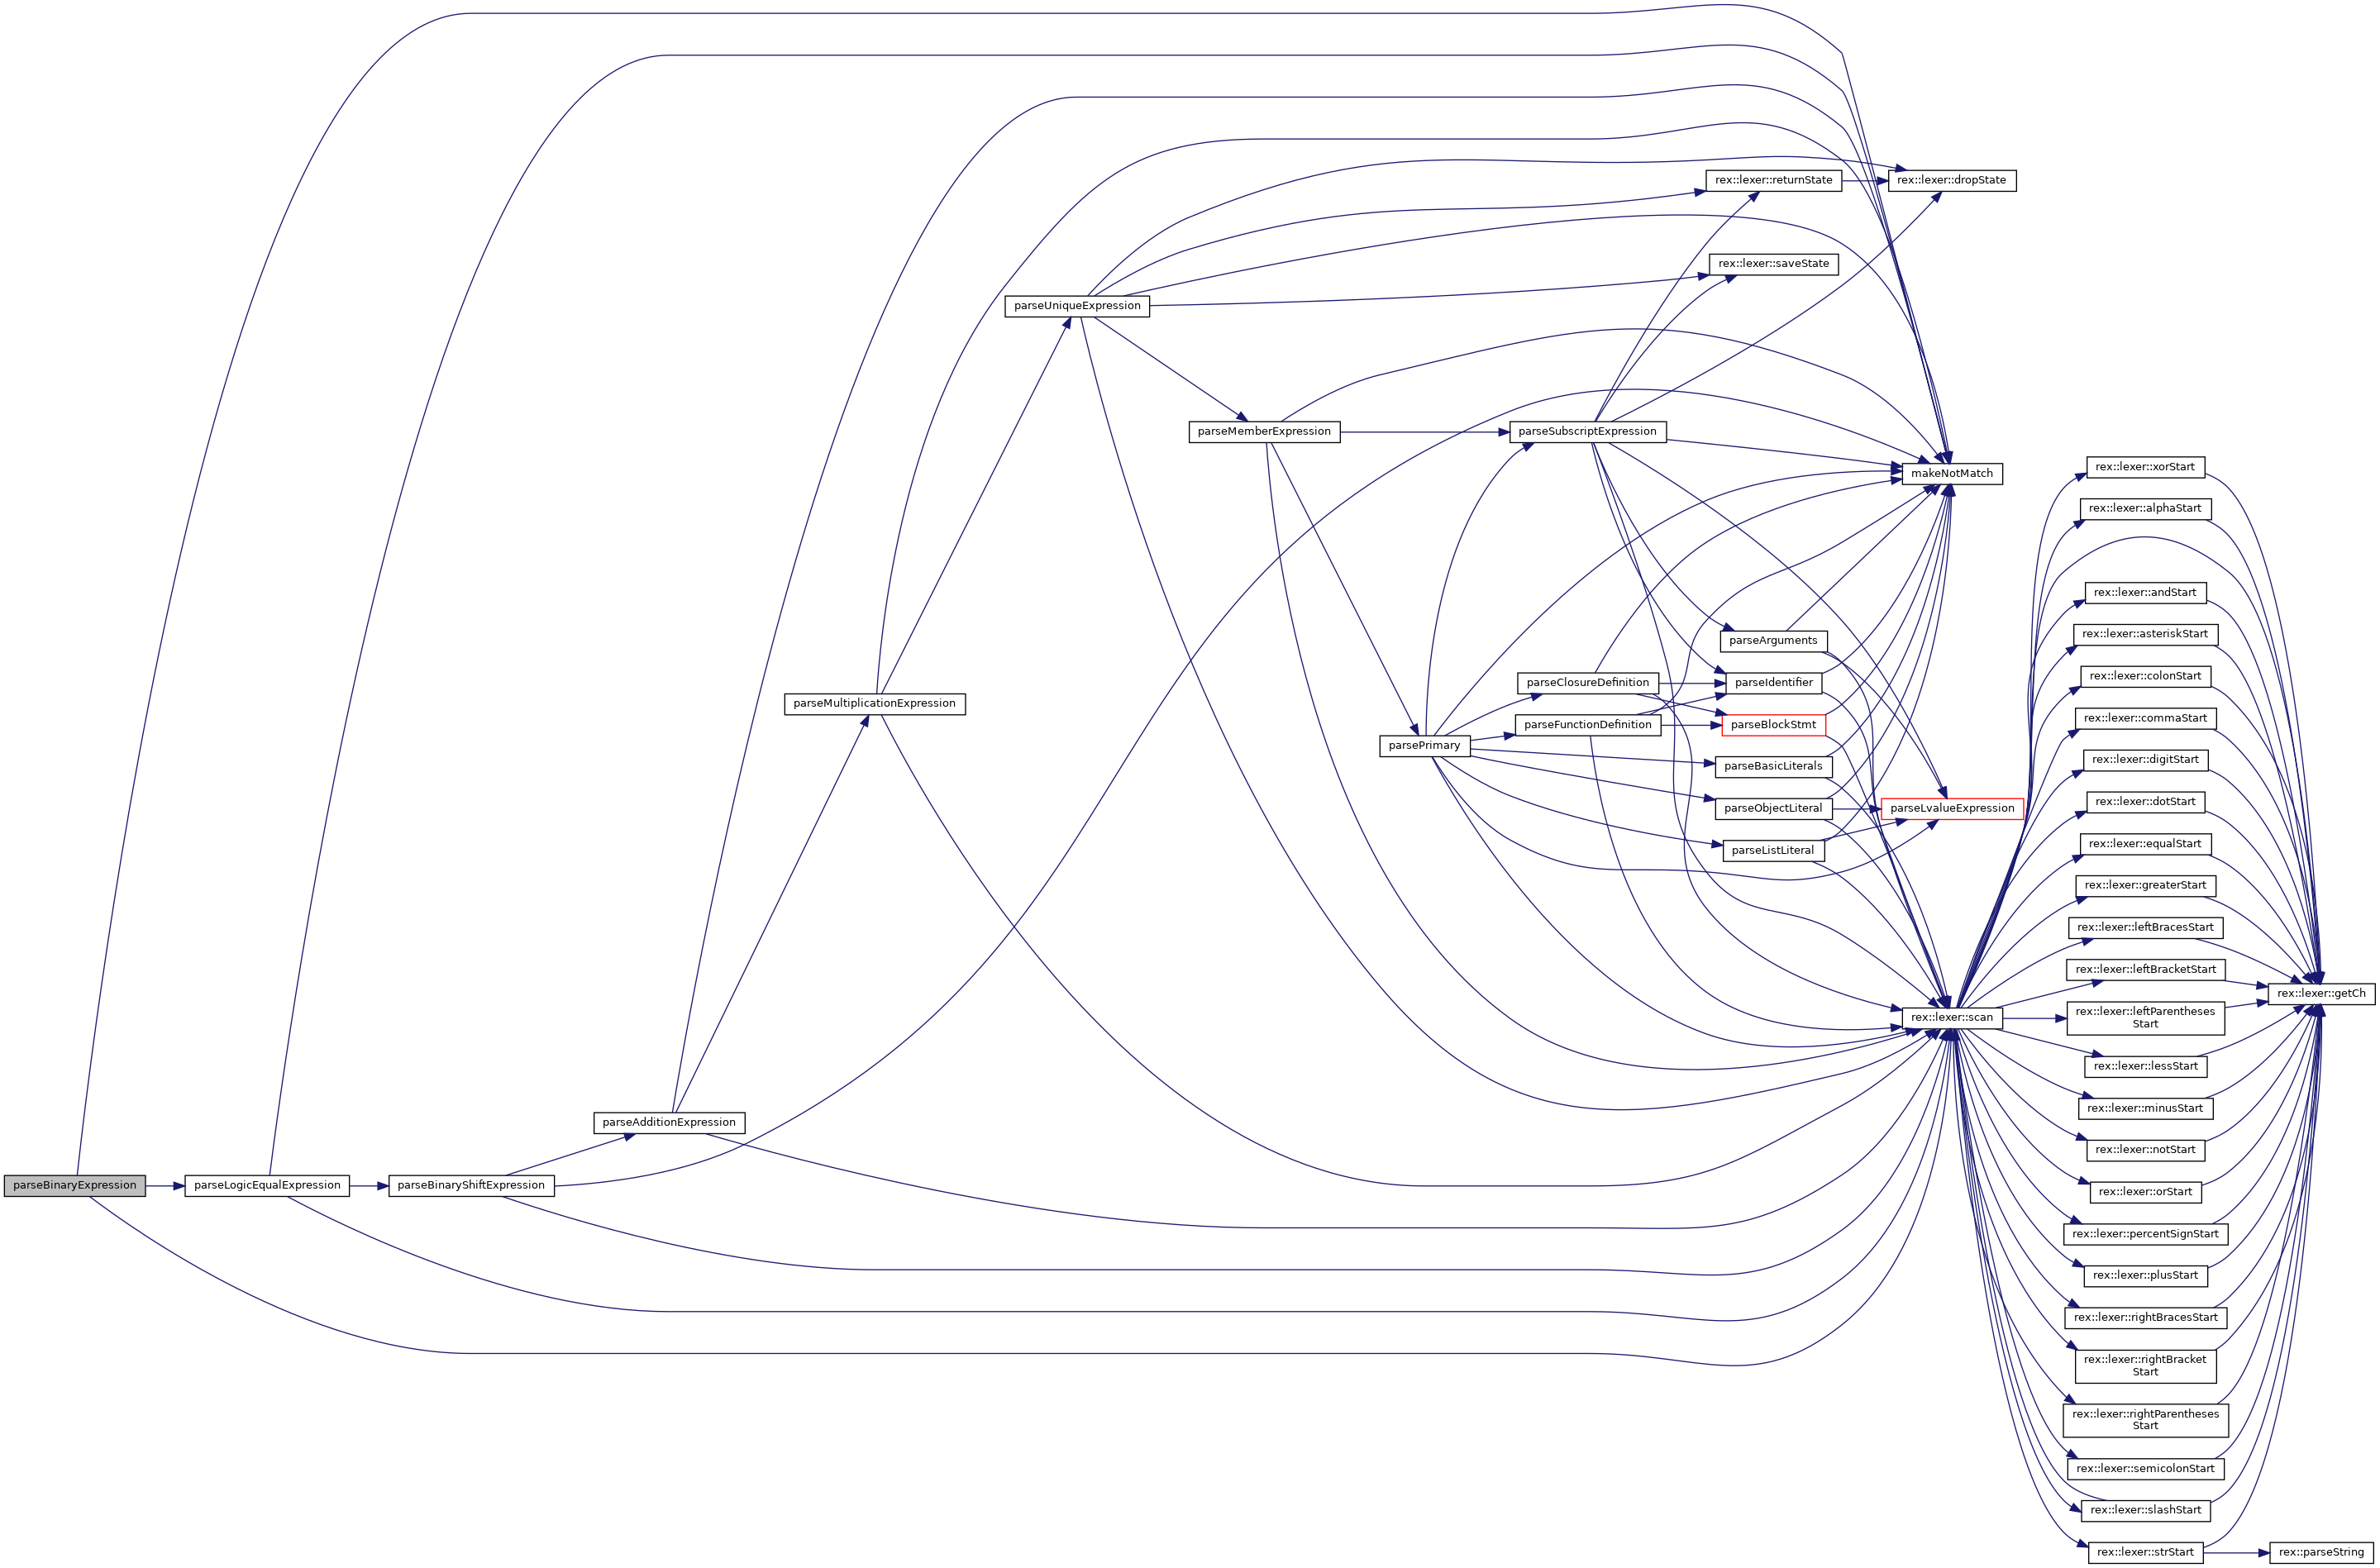 rex::lexer::returnState
rex::lexer::dropState
rex::lexer::saveState
parseUniqueExpression
parseMemberExpression
parseSubscriptExpression
makeNotMatch
rex::lexer::xorStart
rex::lexer::alphaStart
rex::lexer::andStart
rex::lexer::asteriskStart
parseArguments
rex::lexer::colonStart
parseClosureDefinition
parseIdentifier
parseMultiplicationExpression
rex::lexer::commaStart
parseFunctionDefinition
parseBlockStmt
parsePrimary
rex::lexer::digitStart
parseBasicLiterals
rex::lexer::dotStart
parseObjectLiteral
parseLvalueExpression
rex::lexer::equalStart
parseListLiteral
rex::lexer::greaterStart
rex::lexer::leftBracesStart
rex::lexer::leftBracketStart
rex::lexer::getCh
rex::lexer::scan
rex::lexer::leftParentheses
Start
rex::lexer::lessStart
rex::lexer::minusStart
parseAdditionExpression
rex::lexer::notStart
parseBinaryExpression
parseLogicEqualExpression
parseBinaryShiftExpression
rex::lexer::orStart
rex::lexer::percentSignStart
rex::lexer::plusStart
rex::lexer::rightBracesStart
rex::lexer::rightBracket
Start
rex::lexer::rightParentheses
Start
rex::lexer::semicolonStart
rex::lexer::slashStart
rex::lexer::strStart
rex::parseString